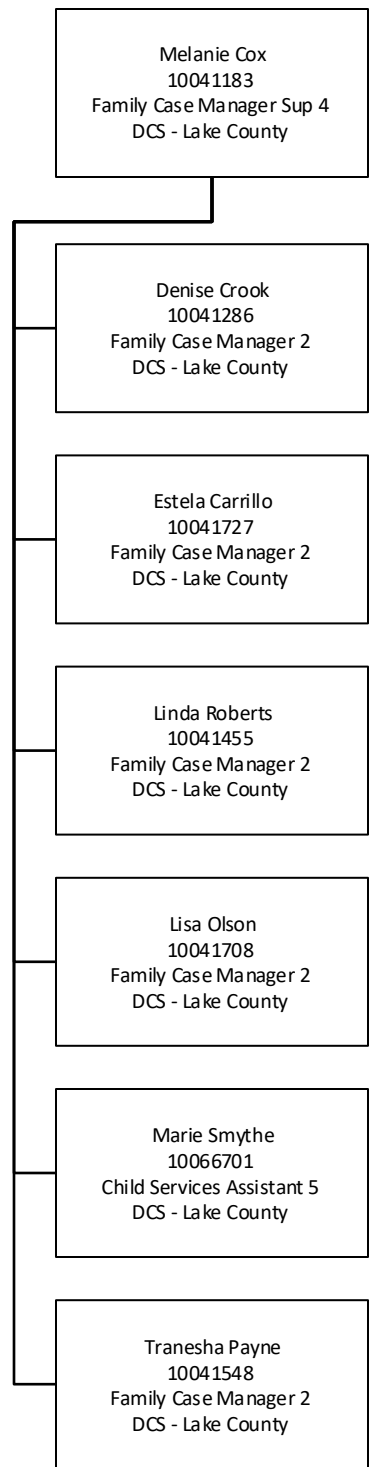 Melanie Cox
10041183
Family Case Manager Sup 4
DCS - Lake County
Denise Crook
10041286
Family Case Manager 2
DCS - Lake County
Estela Carrillo
10041727
Family Case Manager 2
DCS - Lake County
Linda Roberts
10041455
Family Case Manager 2
DCS - Lake County
Lisa Olson
10041708
Family Case Manager 2
DCS - Lake County
Marie Smythe
10066701
Child Services Assistant 5
DCS - Lake County
Tranesha Payne
10041548
Family Case Manager 2
DCS - Lake County